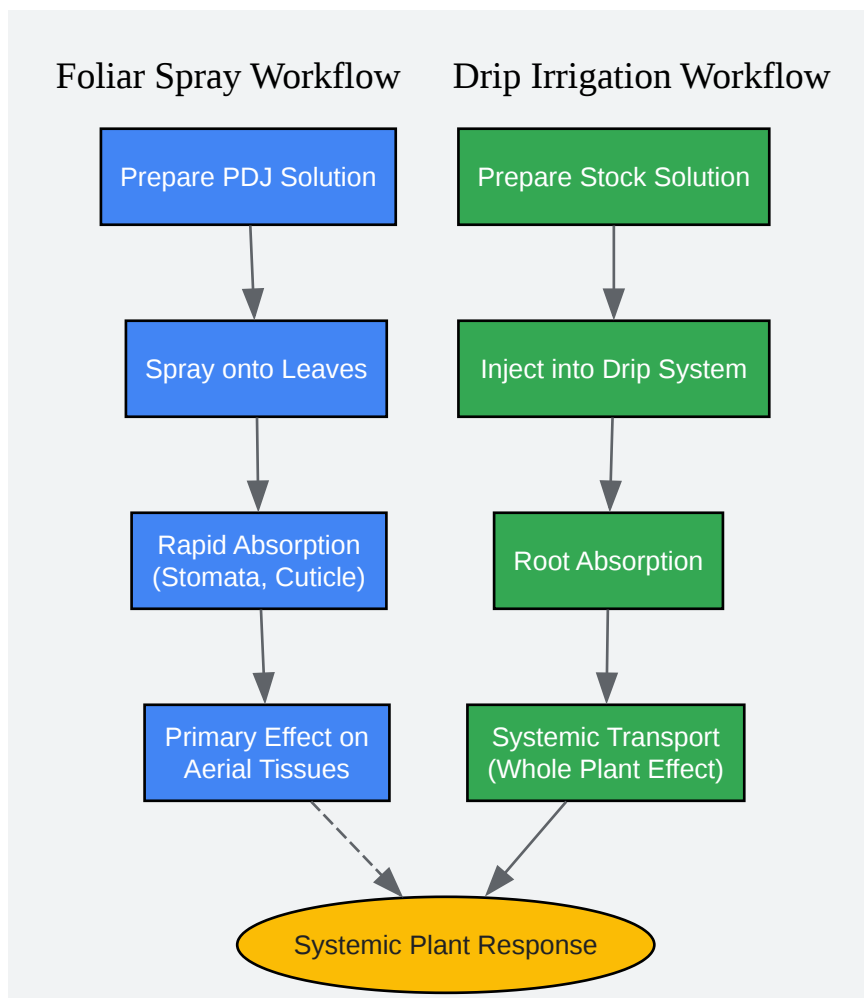 Foliar Spray Workflow
Prepare PDJ Solution
Spray onto Leaves
Rapid Absorption
(Stomata, Cuticle)
Primary Effect on
Aerial Tissues
Drip Irrigation Workflow
Prepare Stock Solution
Inject into Drip System
Root Absorption
Systemic Transport
(Whole Plant Effect)
Systemic Plant Response